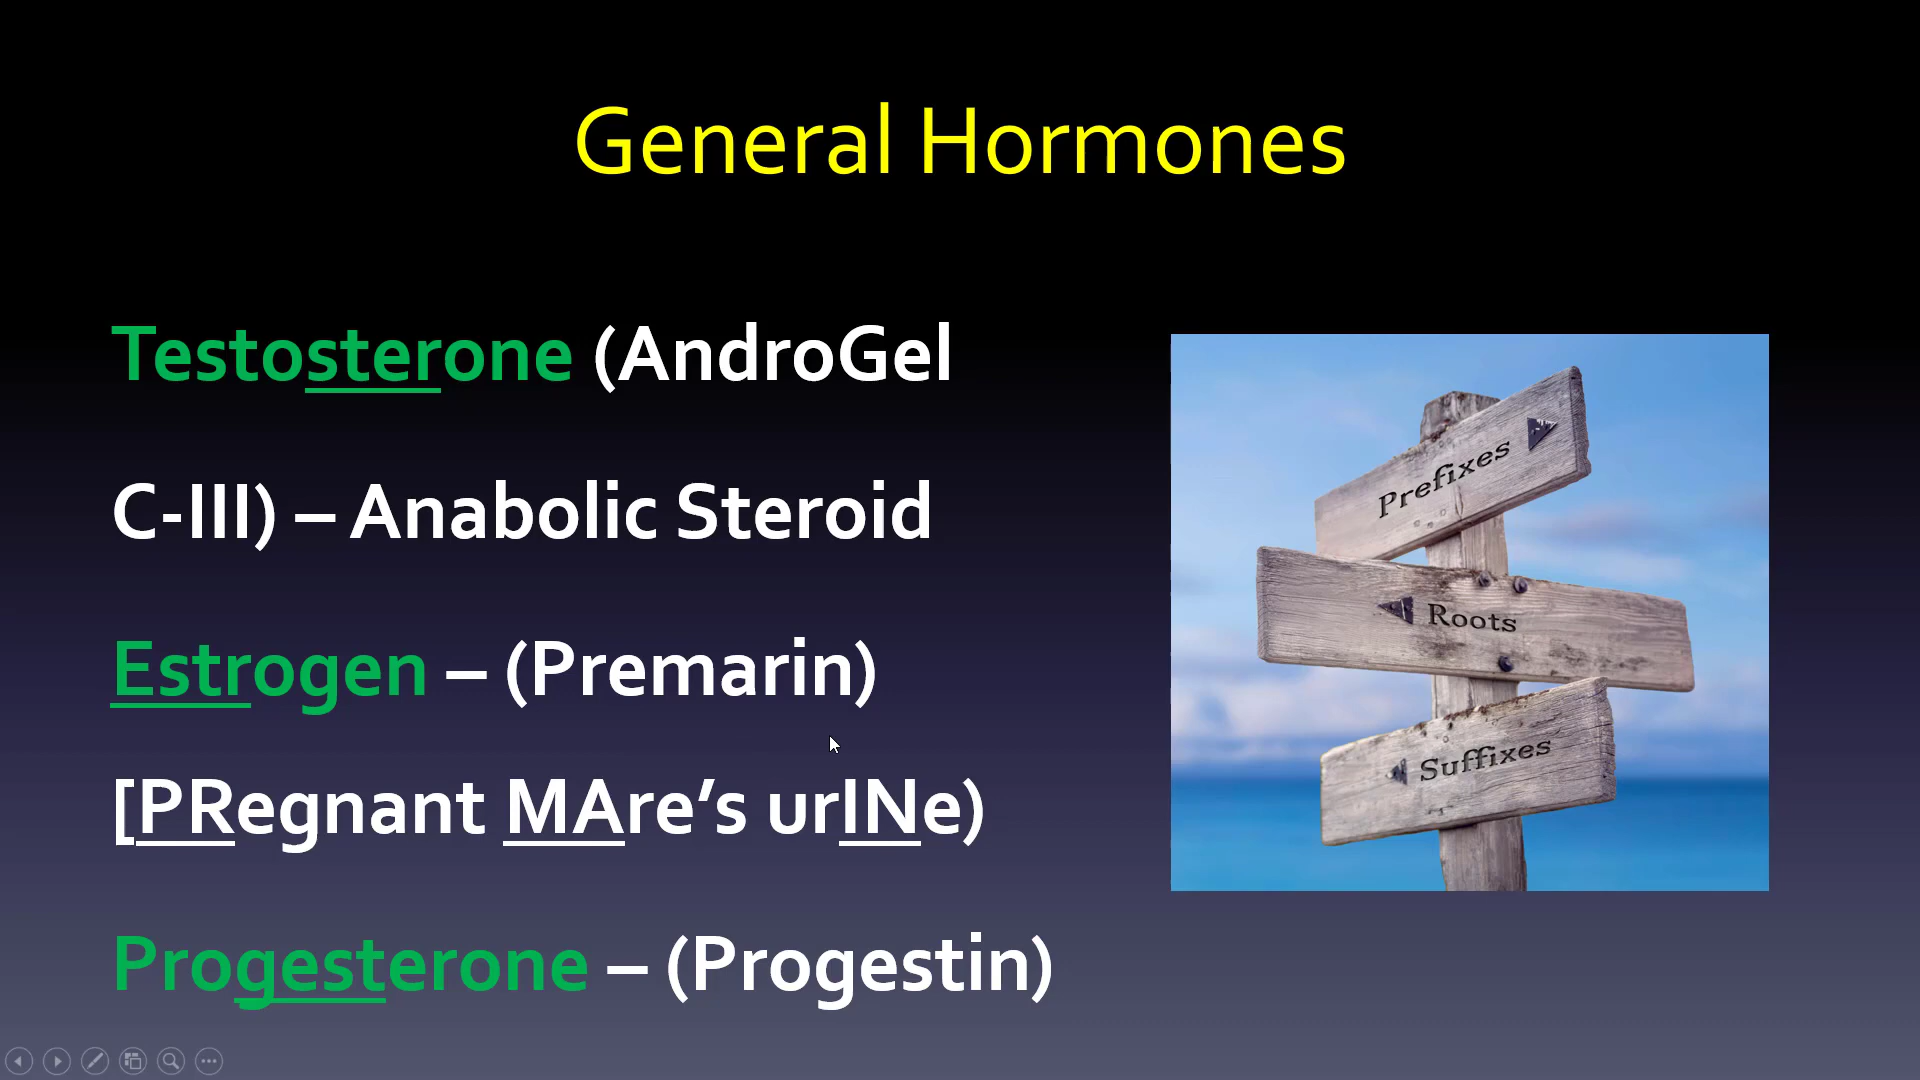 General Hormones
Testosterone (AndroGel
C-III) – Anabolic Steroid
Estrogen – (Premarin)
[PRegnant MAre’s urINe)
Progesterone – (Progestin)
Prefixes
Roots
Suffixes